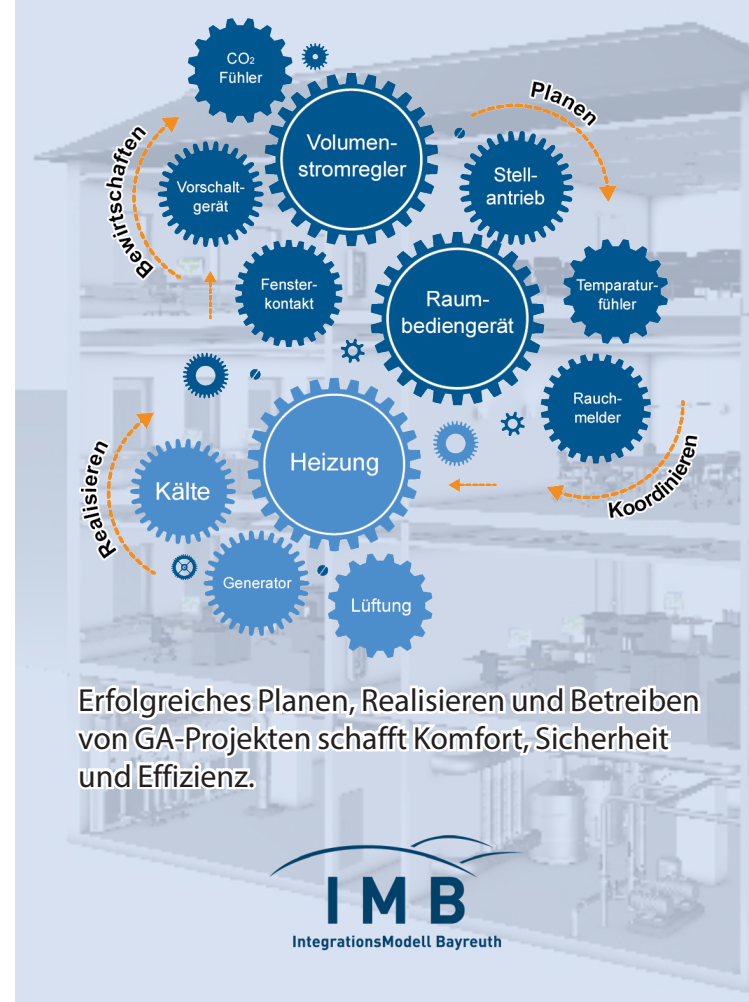 CO₂
Fühler
Planen
Volumen-
stromregler
Bewirtschaften
Vorschalt-
gerät
Stell-
antrieb
Fenster-
kontakt
Raum-
bediengerät
Temparatur-
fühler
Rauch-
melder
Heizung
Koordinieren
Realisieren
Kälte
Generator
Lüftung
Erfolgreiches Planen, Realisieren und Betreiben
von GA-Projekten schafft Komfort, Sicherheit
und Effizienz.
IMB
IntegrationsModell Bayreuth